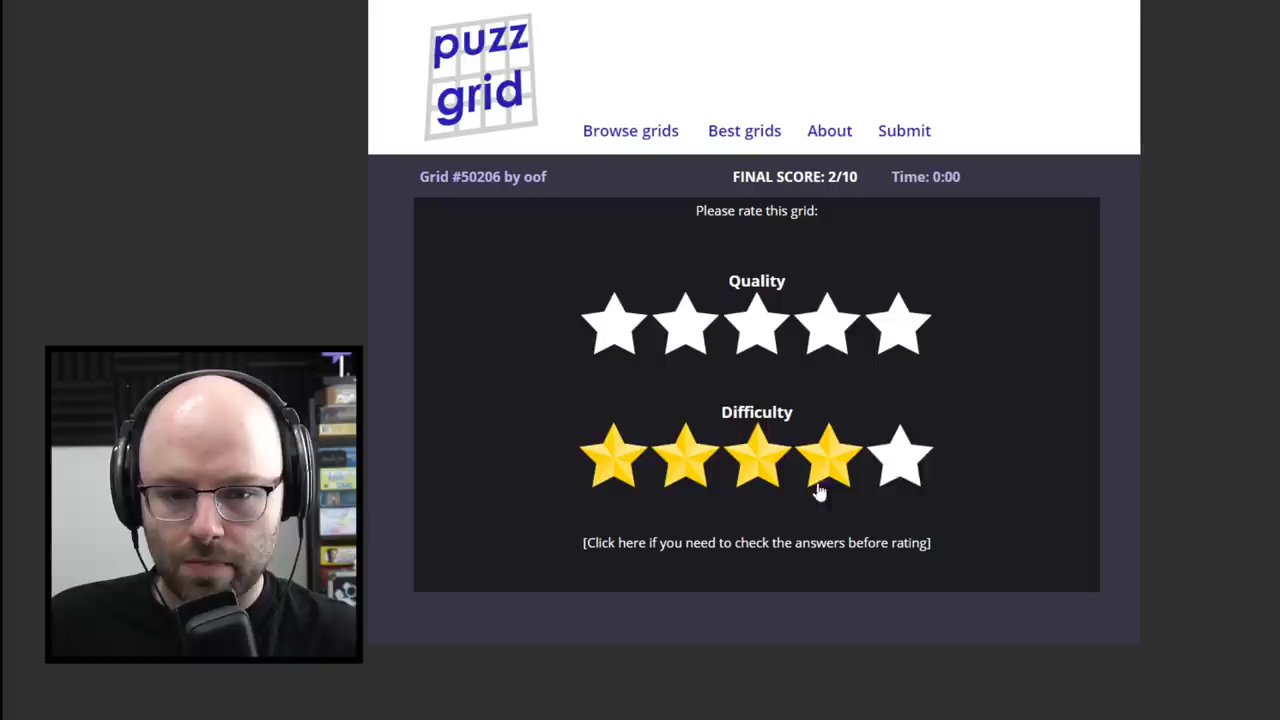 puzz
grid
Browse grids Best grids About Submit
Grid #50206 by oof FINAL SCORE: 2/10 Time: 0:00
Please rate this grid:
Quality
Difficulty
[Click here if you need to check the answers before rating]